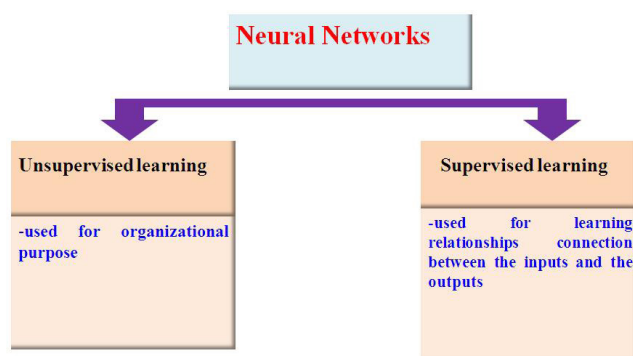 Neural Networks
Unsupervised learning
-used for organizational
purpose
Supervised learning
-used for learning
relationships connection
between the inputs and the
outputs